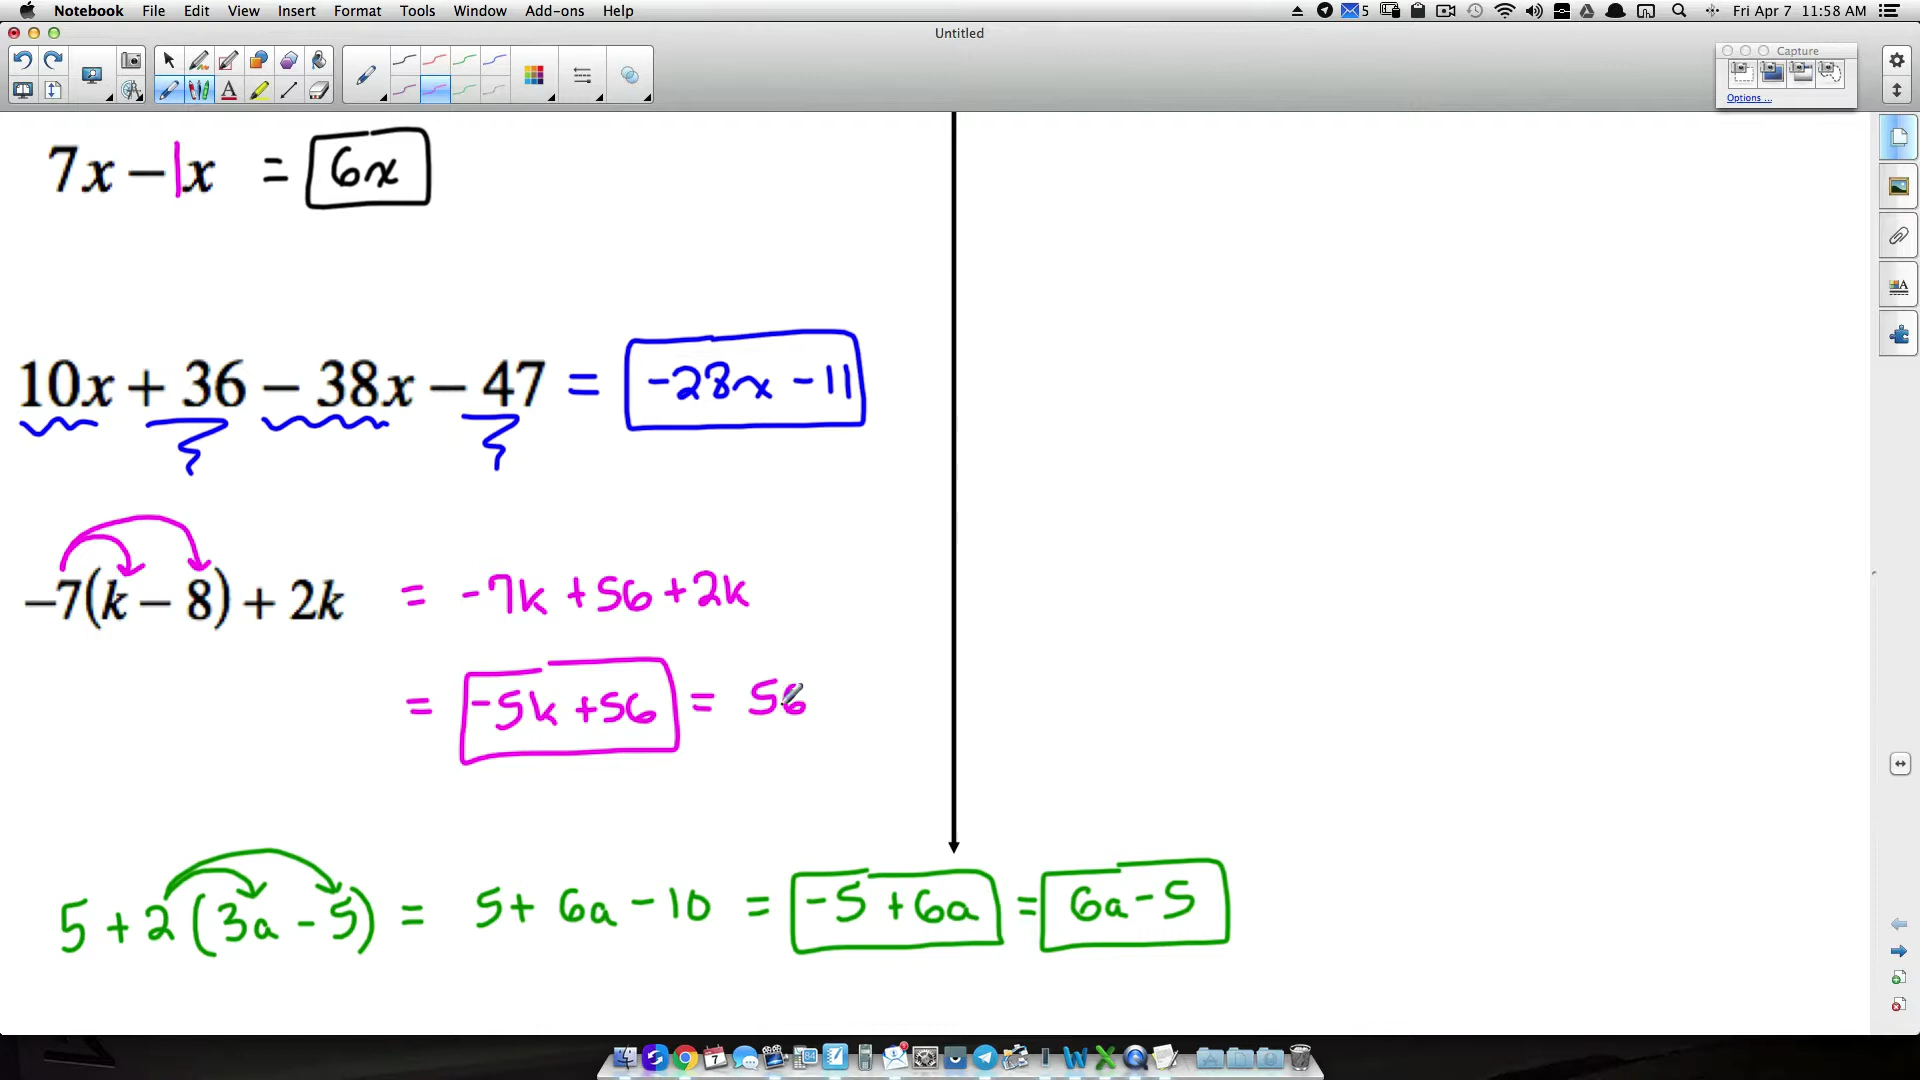 Notebook File Edit View Insert Format Tools Window Add-ons Help 5 Fri Apr 7 11:58 AM
Untitled
Capture
Options ...
7x – 1x = 6x
10x + 36 – 38x – 47 = -28x - 11
–7(k – 8) + 2k = -7k + 56 + 2k
= -5k + 56 = 56
5 + 2(3a - 5) = 5 + 6a - 10 = -5 + 6a = 6a - 5